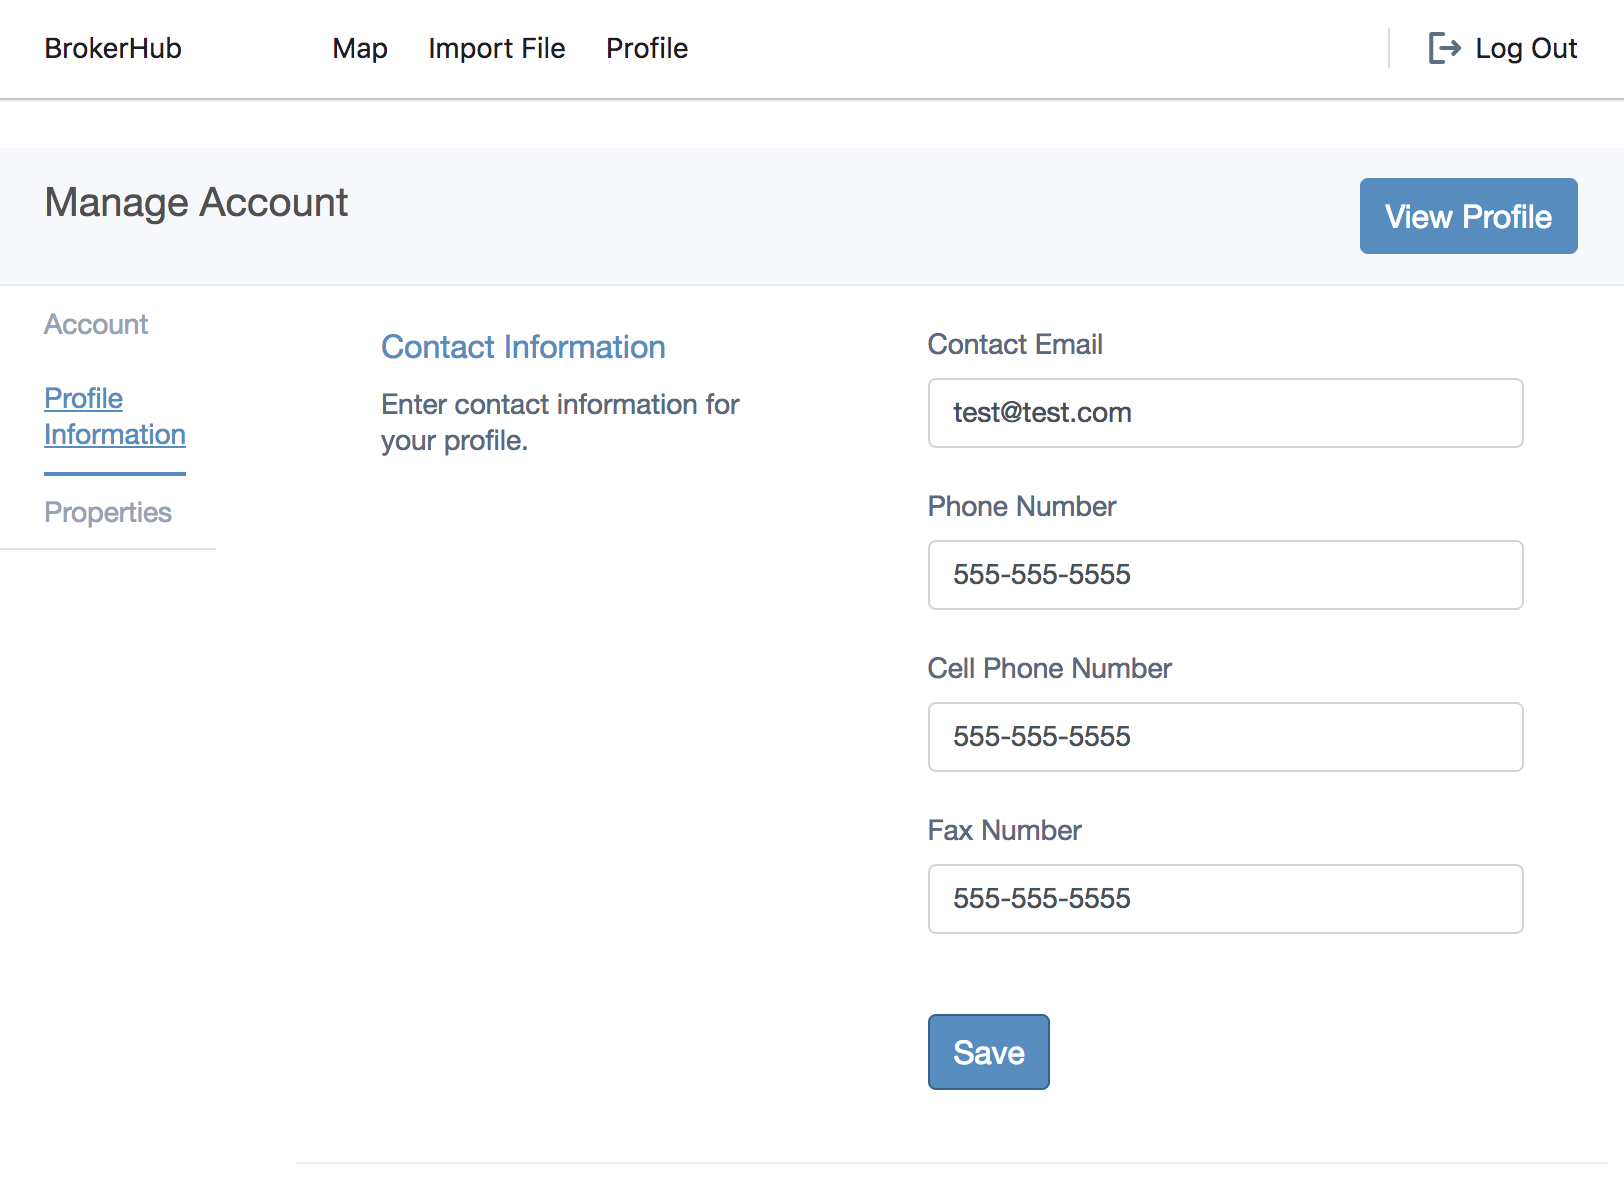 BrokerHub
Map
Import File
Profile
Log Out
Manage Account
View Profile
Account
Profile
Information
Properties
Contact Information
Enter contact information for
your profile.
Contact Email
test@test.com
Phone Number
555-555-5555
Cell Phone Number
555-555-5555
Fax Number
555-555-5555
Save